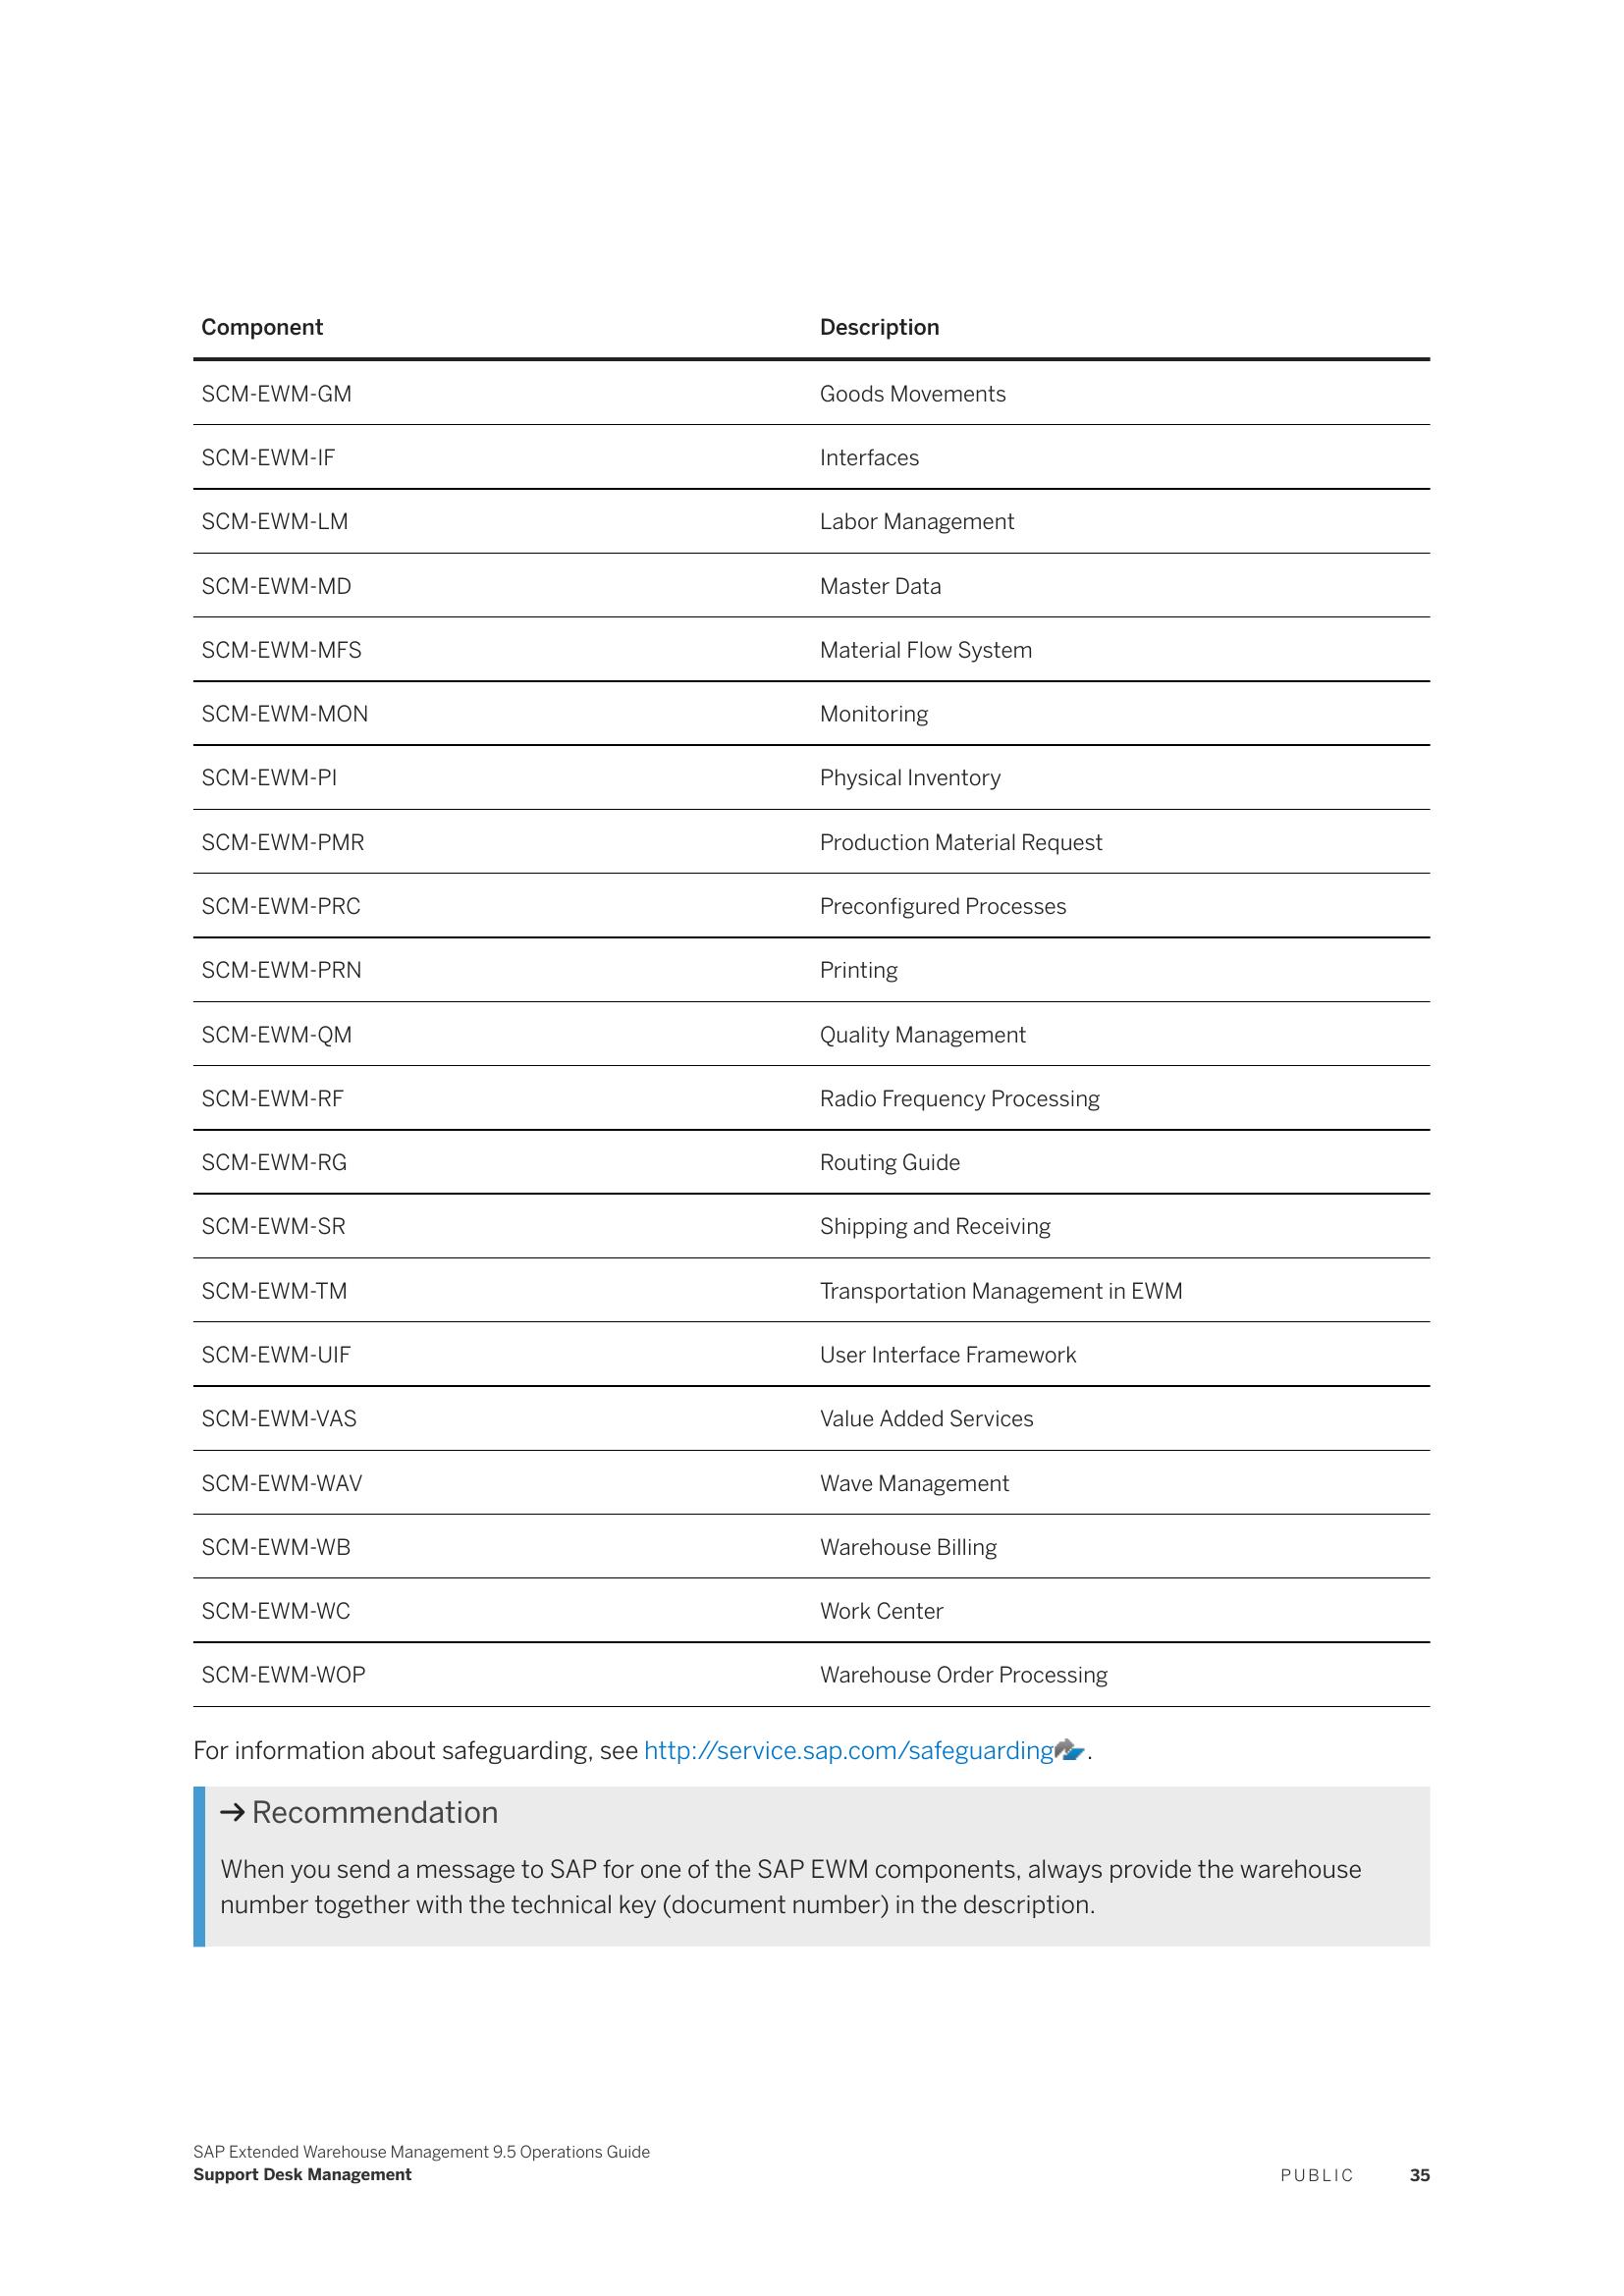 Component Description
SCM-EWM-GM Goods Movements
SCM-EWM-IF Interfaces
SCM-EWM-LM Labor Management
SCM-EWM-MD Master Data
SCM-EWM-MFS Material Flow System
SCM-EWM-MON Monitoring
SCM-EWM-PI Physical Inventory
SCM-EWM-PMR Production Material Request
SCM-EWM-PRC Preconfigured Processes
SCM-EWM-PRN Printing
SCM-EWM-QM Quality Management
SCM-EWM-RF Radio Frequency Processing
SCM-EWM-RG Routing Guide
SCM-EWM-SR Shipping and Receiving
SCM-EWM-TM Transportation Management in EWM
SCM-EWM-UIF User Interface Framework
SCM-EWM-VAS Value Added Services
SCM-EWM-WAV Wave Management
SCM-EWM-WB Warehouse Billing
SCM-EWM-WC Work Center
SCM-EWM-WOP Warehouse Order Processing
For information about safeguarding, see http://service.sap.com/safeguarding.
→ Recommendation
When you send a message to SAP for one of the SAP EWM components, always provide the warehouse
number together with the technical key (document number) in the description.
SAP Extended Warehouse Management 9.5 Operations Guide
Support Desk Management PUBLIC 35